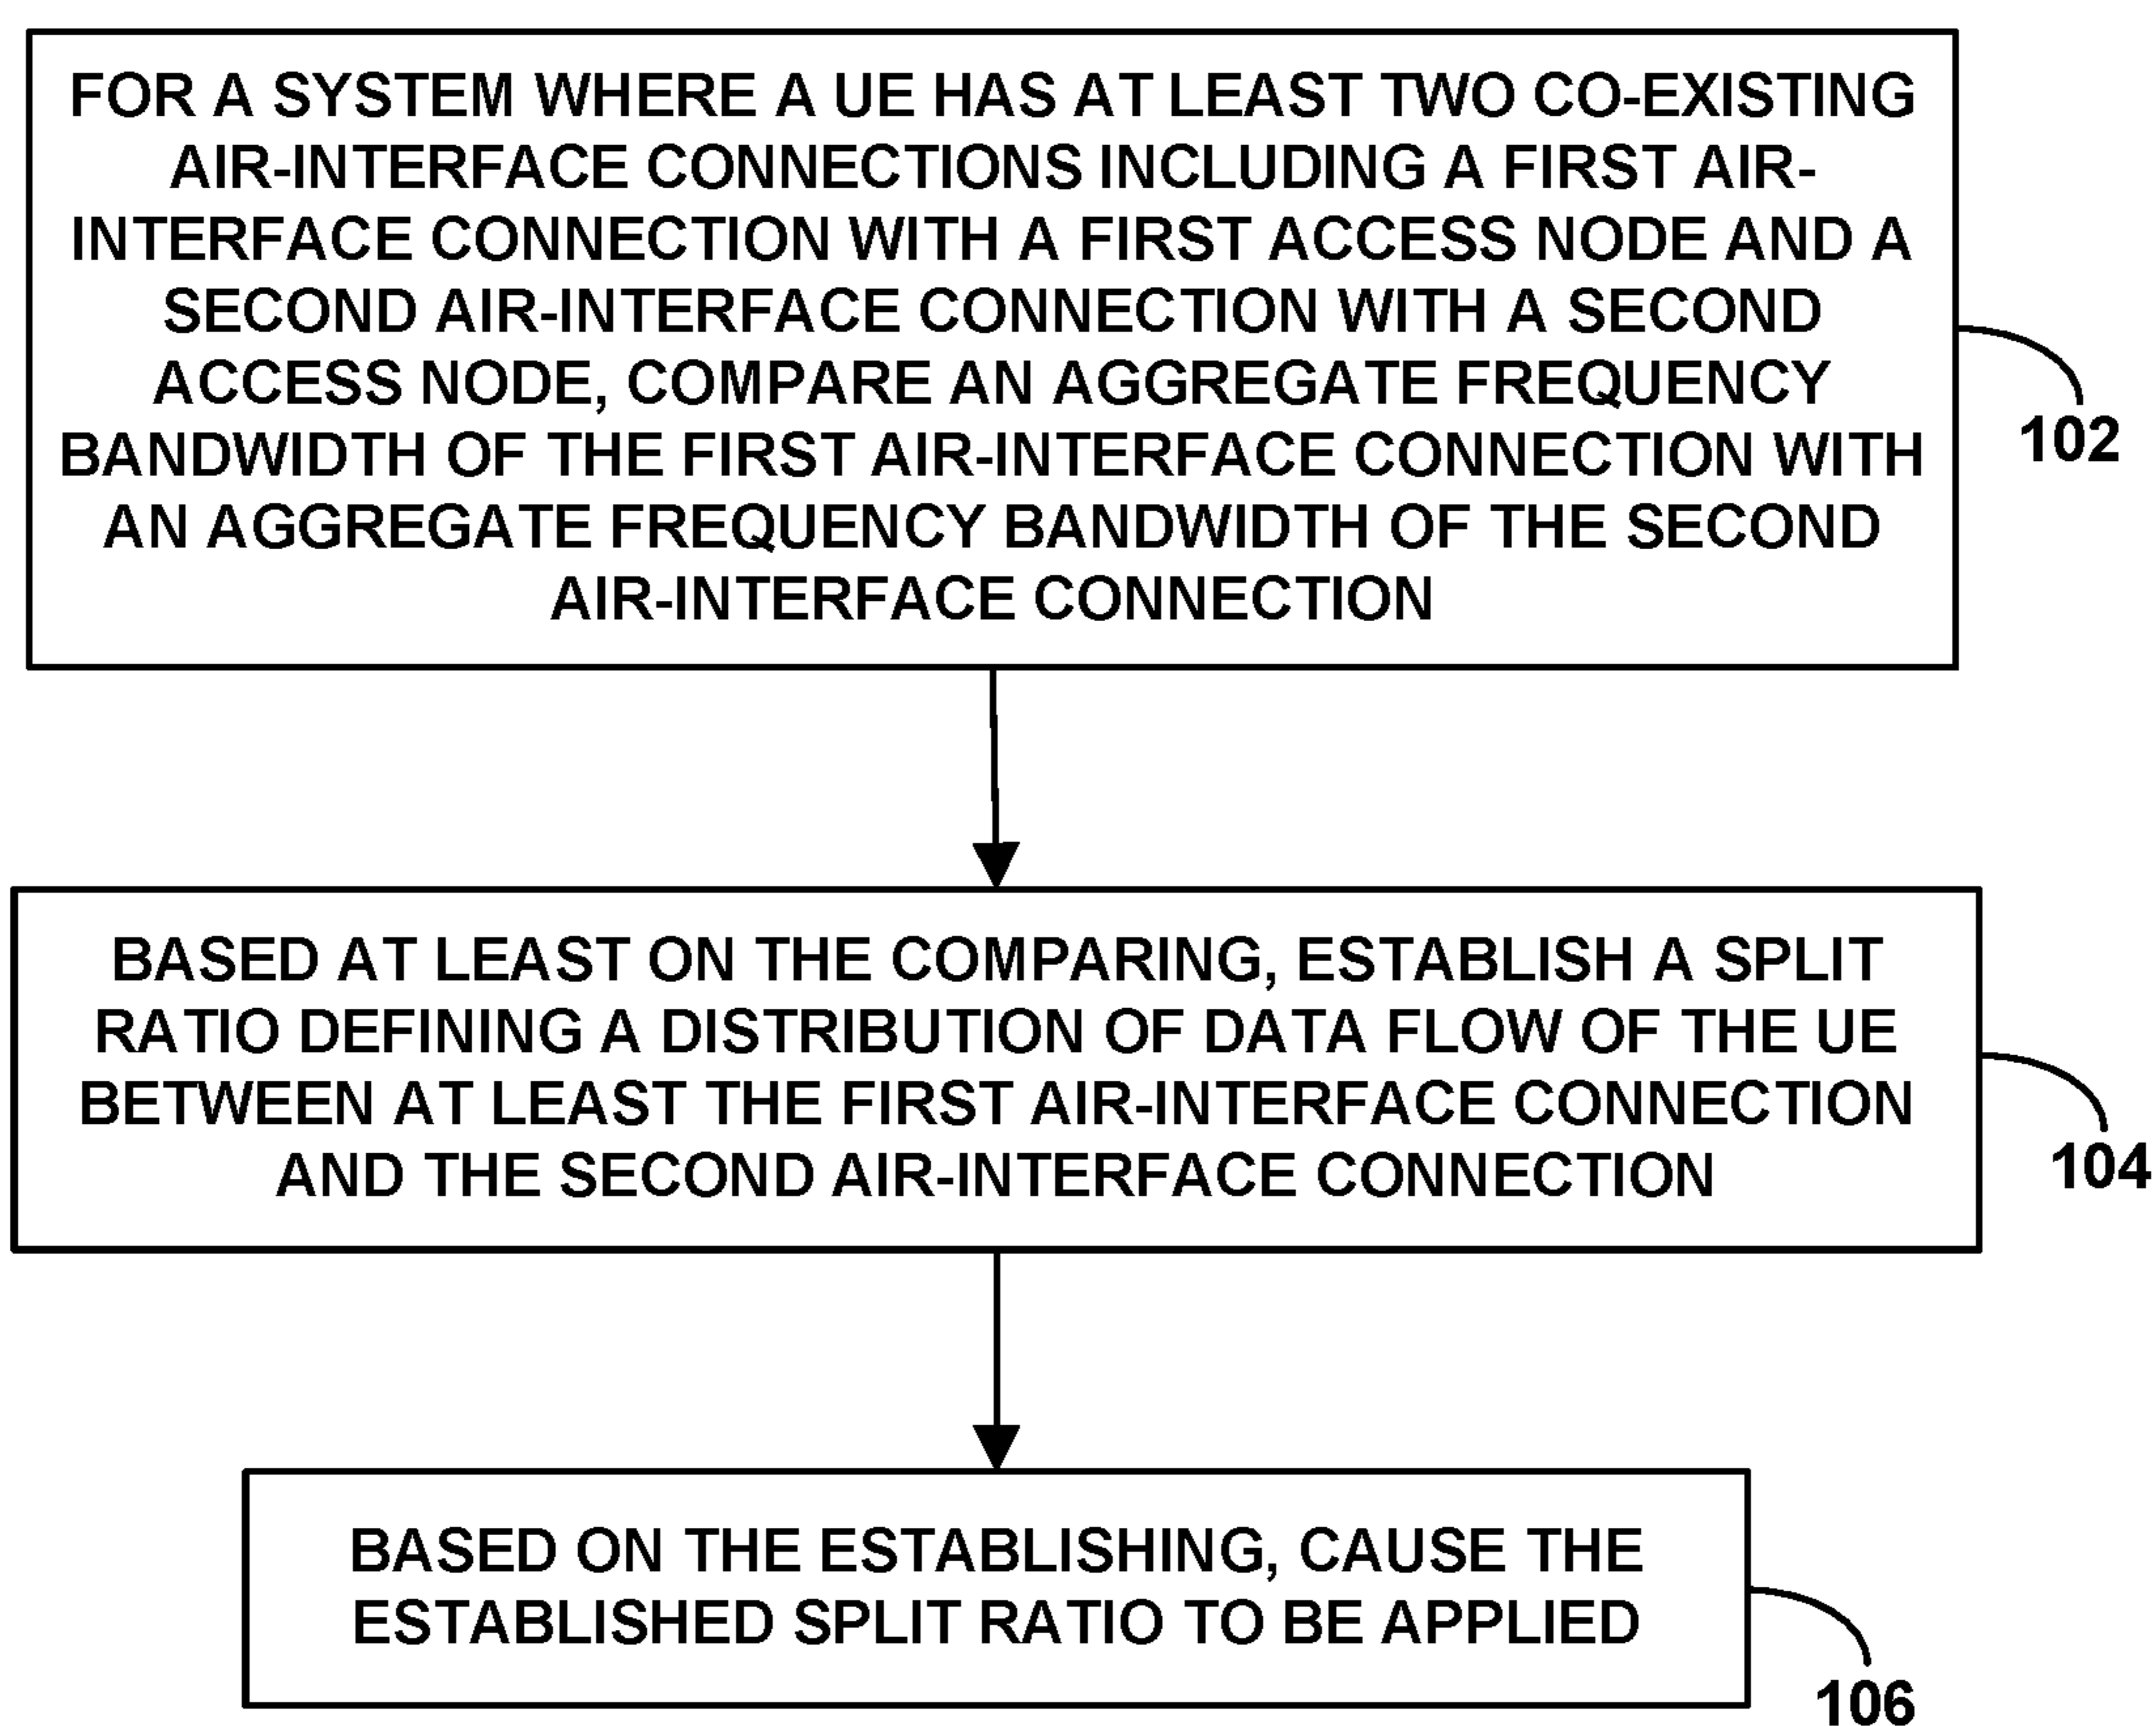 FOR A SYSTEM WHERE A UE HAS AT LEAST TWO CO-EXISTING
AIR-INTERFACE CONNECTIONS INCLUDING A FIRST AIR-
INTERFACE CONNECTION WITH A FIRST ACCESS NODE AND A
SECOND AIR-INTERFACE CONNECTION WITH A SECOND
ACCESS NODE, COMPARE AN AGGREGATE FREQUENCY
BANDWIDTH OF THE FIRST AIR-INTERFACE CONNECTION WITH
AN AGGREGATE FREQUENCY BANDWIDTH OF THE SECOND
AIR-INTERFACE CONNECTION
102
BASED AT LEAST ON THE COMPARING, ESTABLISH A SPLIT
RATIO DEFINING A DISTRIBUTION OF DATA FLOW OF THE UE
BETWEEN AT LEAST THE FIRST AIR-INTERFACE CONNECTION
AND THE SECOND AIR-INTERFACE CONNECTION
104
BASED ON THE ESTABLISHING, CAUSE THE
ESTABLISHED SPLIT RATIO TO BE APPLIED
106